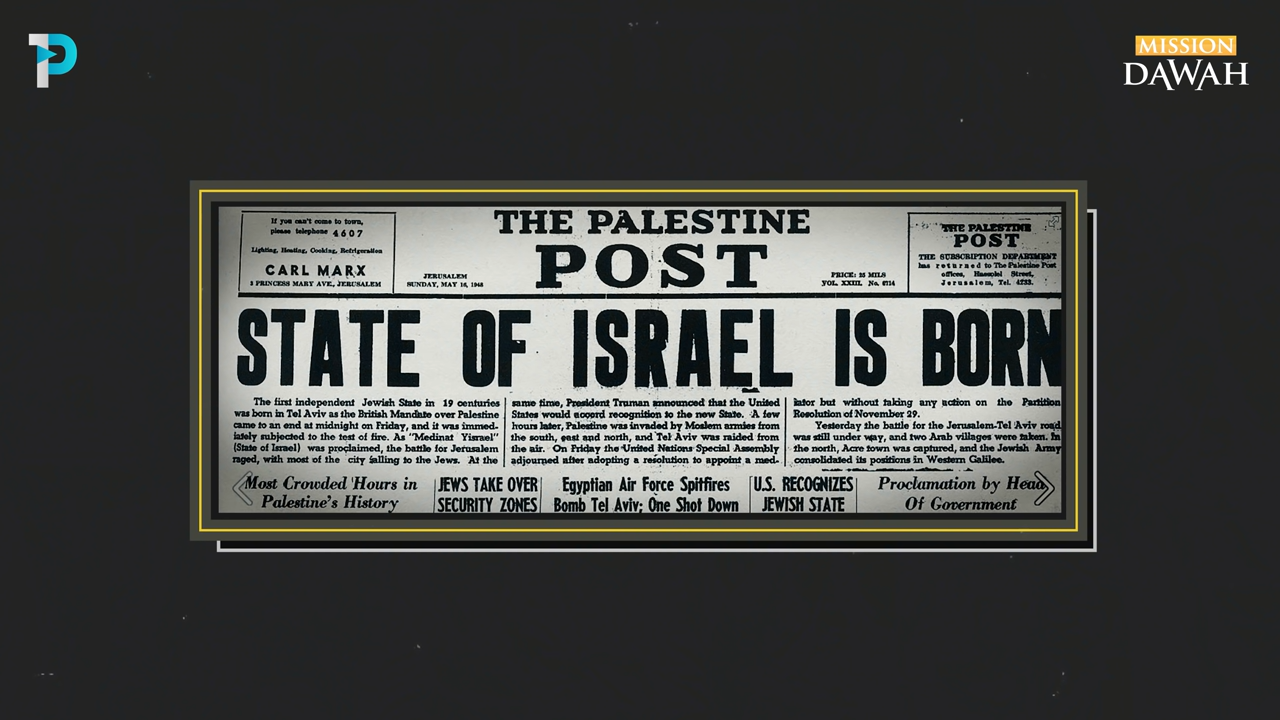 P
MISSION
DAWAH
If you can't come to town,
please telephone 4607
Lighting, Heating, Cooking, Refrigeration
CARL MARX
2 PRINCESS MARY AVE., JERUSALEM
THE PALESTINE
POST
JERUSALEM
SUNDAY, MAY 16, 1948
PRICE: 25 MILS
VOL. XXIII. No. 6714
THE PALESTINE
POST
THE SUBSCRIPTION DEPARTMENT
has returned to The Palestine Post
offices, Hasolel Street,
Jerusalem, Tel. 4233.
STATE OF ISRAEL IS BORN
The first independent Jewish State in 19 centuries
was born in Tel Aviv as the British Mandate over Palestine
came to an end at midnight on Friday, and it was immed-
iately subjected to the test of fire. As "Medinat Yisrael"
(State of Israel) was proclaimed, the battle for Jerusalem
raged, with most of the city falling to the Jews. At the
same time, President Truman announced that the United
States would accord recognition to the new State. A few
hours later, Palestine was invaded by Moslem armies from
the south, east and north, and Tel Aviv was raided from
the air. On Friday the United Nations Special Assembly
adjourned after adopting a resolution to appoint a med-
iator but without taking any action on the Partition
Resolution of November 29.
Yesterday the battle for the Jerusalem-Tel Aviv road
was still under way, and two Arab villages were taken. In
the north, Acre town was captured, and the Jewish Army
consolidated its positions in Western Galilee.
Most Crowded Hours in
Palestine's History
JEWS TAKE OVER
SECURITY ZONES
Egyptian Air Force Spitfires
Bomb Tel Aviv; One Shot Down
U.S. RECOGNIZES
JEWISH STATE
Proclamation by Head
Of Government